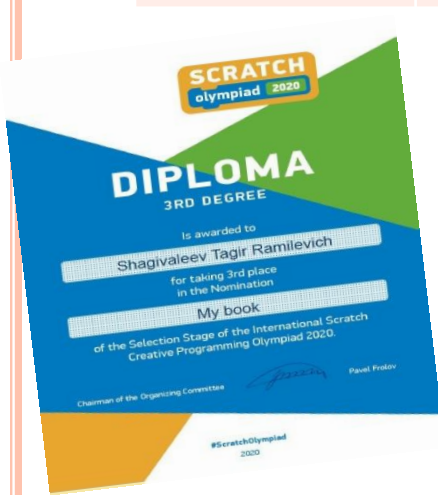 SCRATCH
olympiad 2020
DIPLOMA
3RD DEGREE
Is awarded to
Shagivaleev Tagir Ramilevich
for taking 3rd place
in the Nomination
My book
of the Selection Stage of the International Scratch
Creative Programming Olympiad 2020.
Chairman of the Organizing Committee
Pavel Frolov
#ScratchOlympiad
2020